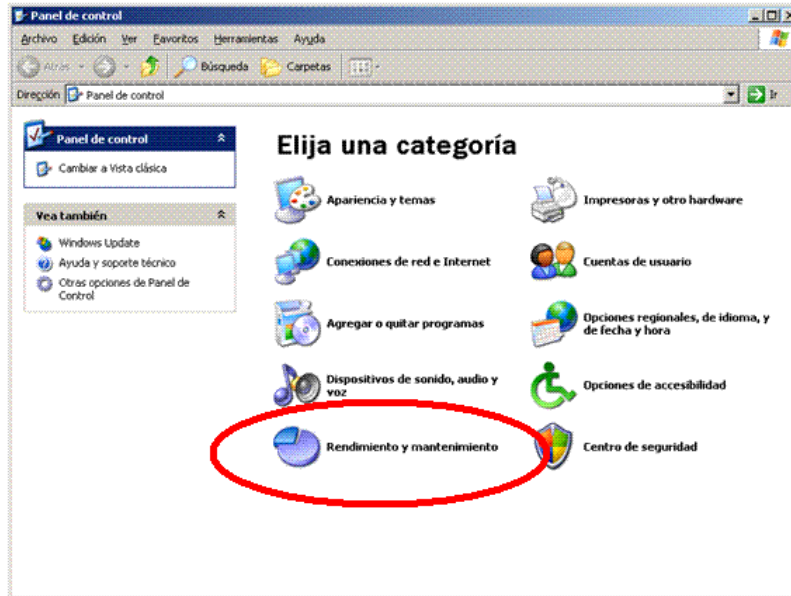 Panel de control
Archivo Edición Ver Favoritos Herramientas Ayuda
Atrás Búsqueda Carpetas
Dirección Panel de control Ir
Panel de control
Cambiar a Vista clásica
Vea también
Windows Update
Ayuda y soporte técnico
Otras opciones de Panel de
Control
Elija una categoría
Apariencia y temas
Impresoras y otro hardware
Conexiones de red e Internet
Cuentas de usuario
Agregar o quitar programas
Opciones regionales, de idioma, y
de fecha y hora
Dispositivos de sonido, audio y
voz
Opciones de accesibilidad
Rendimiento y mantenimiento
Centro de seguridad